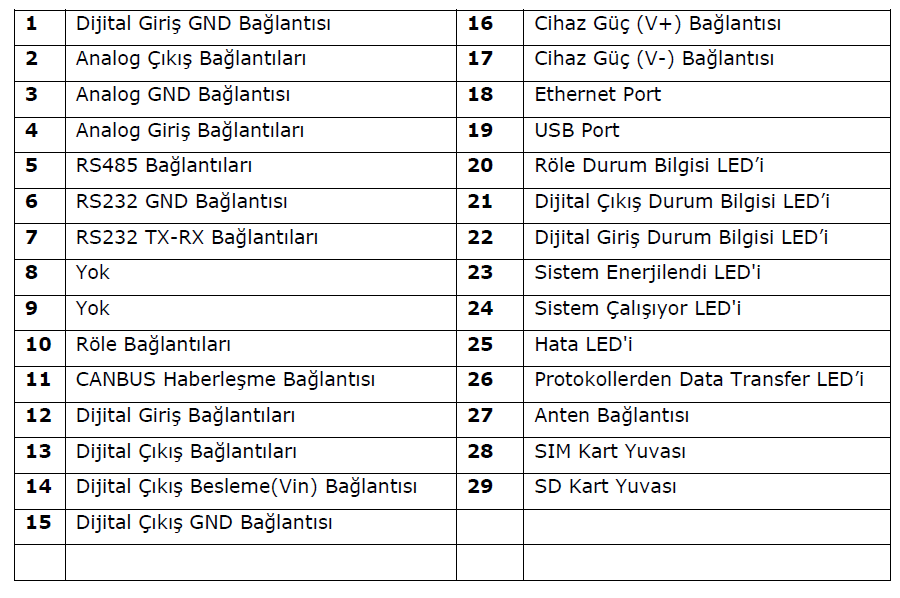 1 Dijital Giriş GND Bağlantısı 16 Cihaz Güç (V+) Bağlantısı
2 Analog Çıkış Bağlantıları 17 Cihaz Güç (V-) Bağlantısı
3 Analog GND Bağlantısı 18 Ethernet Port
4 Analog Giriş Bağlantıları 19 USB Port
5 RS485 Bağlantıları 20 Röle Durum Bilgisi LED’i
6 RS232 GND Bağlantısı 21 Dijital Çıkış Durum Bilgisi LED’i
7 RS232 TX-RX Bağlantıları 22 Dijital Giriş Durum Bilgisi LED’i
8 Yok 23 Sistem Enerjilendi LED'i
9 Yok 24 Sistem Çalışıyor LED'i
10 Röle Bağlantıları 25 Hata LED'i
11 CANBUS Haberleşme Bağlantısı 26 Protokollerden Data Transfer LED’i
12 Dijital Giriş Bağlantıları 27 Anten Bağlantısı
13 Dijital Çıkış Bağlantıları 28 SIM Kart Yuvası
14 Dijital Çıkış Besleme(Vin) Bağlantısı 29 SD Kart Yuvası
15 Dijital Çıkış GND Bağlantısı